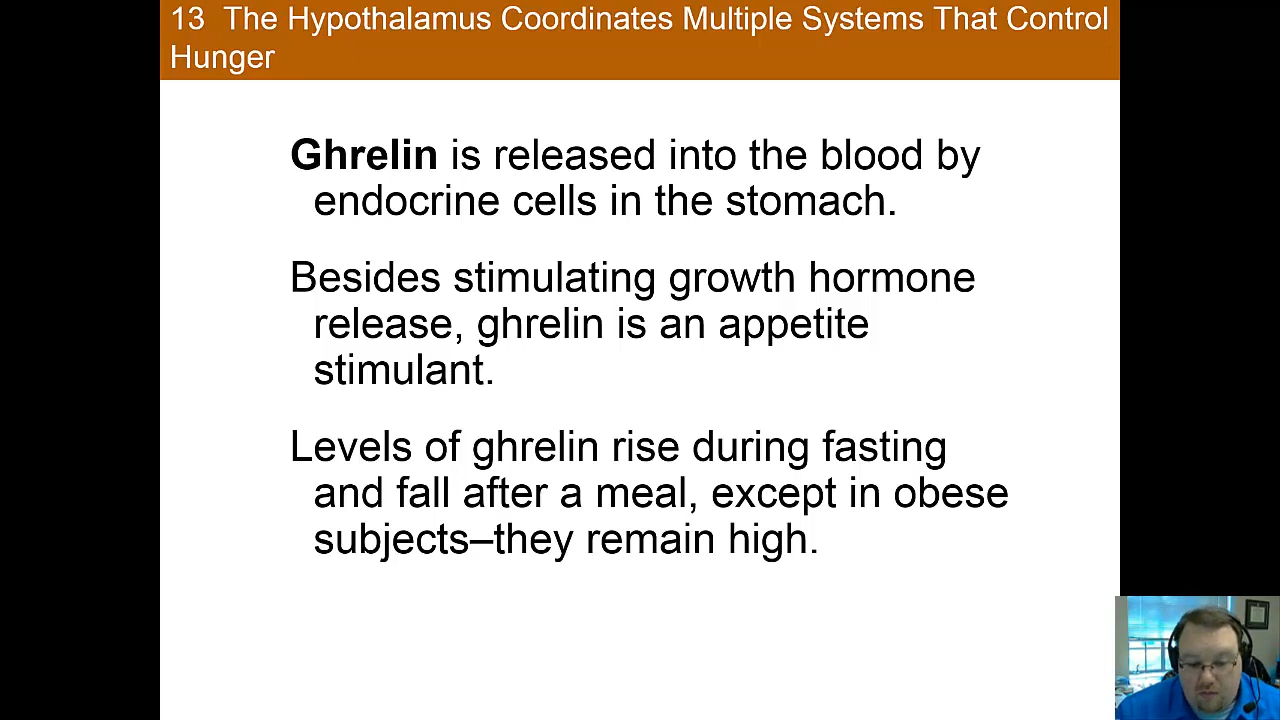 13  The Hypothalamus Coordinates Multiple Systems That Control
Hunger
Ghrelin is released into the blood by
endocrine cells in the stomach.
Besides stimulating growth hormone
release, ghrelin is an appetite
stimulant.
Levels of ghrelin rise during fasting
and fall after a meal, except in obese
subjects–they remain high.